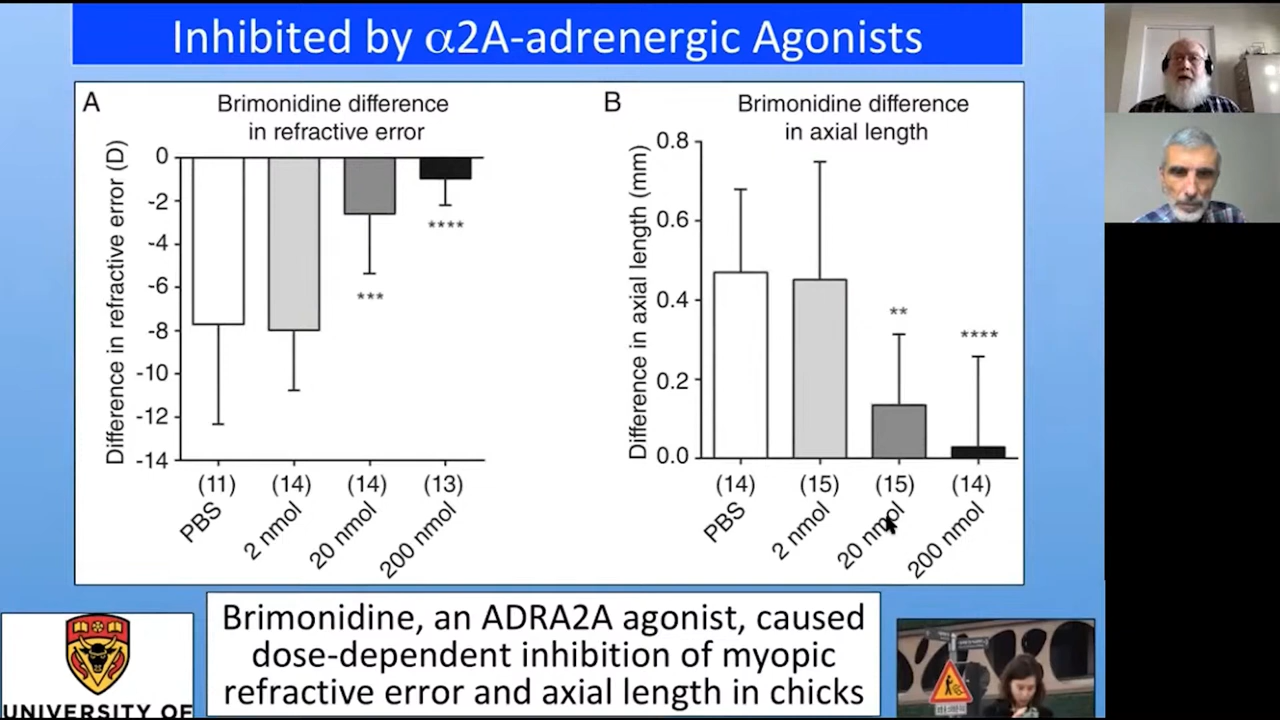 Inhibited by α2A-adrenergic Agonists
A
Brimonidine difference
in refractive error
Difference in refractive error (D)
0
-2
-4
-6
-8
-10
-12
-14
****
***
(11)
(14)
(14)
(13)
PBS
2 nmol
20 nmol
200 nmol
B
Brimonidine difference
in axial length
Difference in axial length (mm)
0.8
0.6
0.4
0.2
0.0
**
****
(14)
(15)
(15)
(14)
PBS
2 nmol
20 nmol
200 nmol
Brimonidine, an ADRA2A agonist, caused
dose-dependent inhibition of myopic
refractive error and axial length in chicks
UNIVERSITY OF